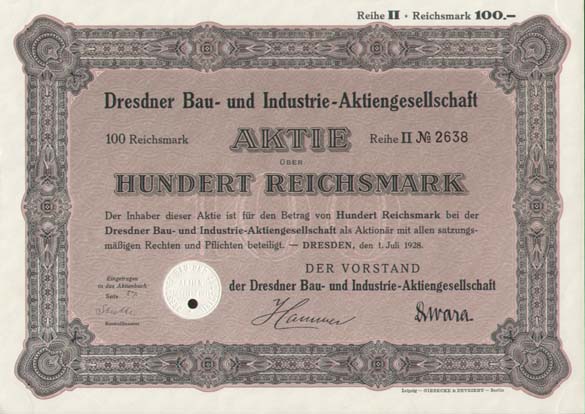 Reihe II · Reichsmark 100.—
Dresdner Bau- und Industrie-Aktiengesellschaft
100 Reichsmark AKTIE Reihe II № 2638
ÜBER
HUNDERT REICHSMARK
Der Inhaber dieser Aktie ist für den Betrag von Hundert Reichsmark bei der
Dresdner Bau- und Industrie-Aktiengesellschaft als Aktionär mit allen satzungs-
mäßigen Rechten und Pflichten beteiligt. — DRESDEN, den 1. Juli 1928.
DER VORSTAND
der Dresdner Bau- und Industrie-Aktiengesellschaft
Eingetragen
in das Aktienbuch
Seite
Kontrollbeamter
Leipzig — GIESECKE & DEVRIENT — Berlin